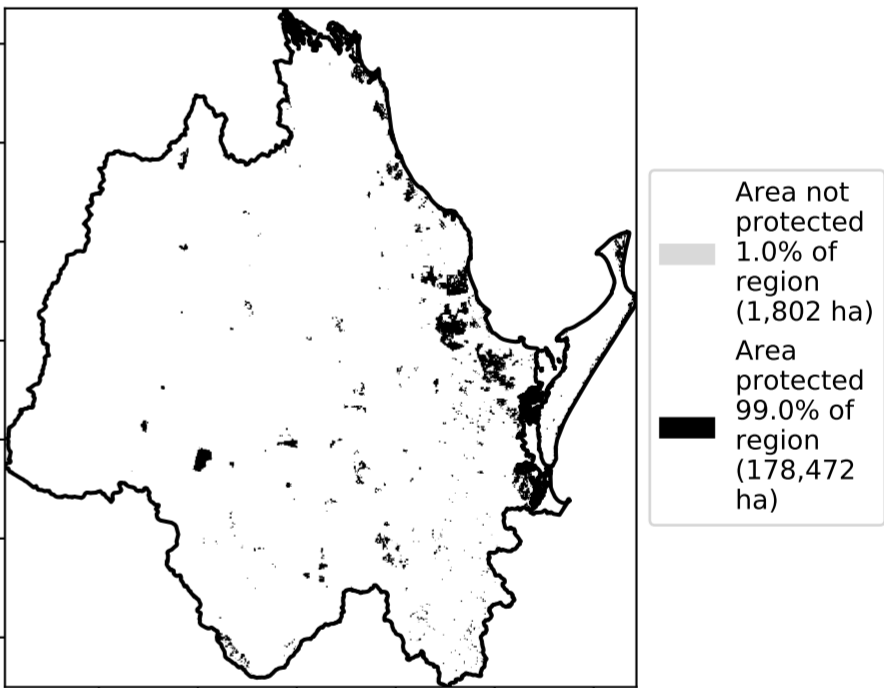 Area not
protected
1.0% of
region
(1,802 ha)
Area
protected
99.0% of
region
(178,472
ha)